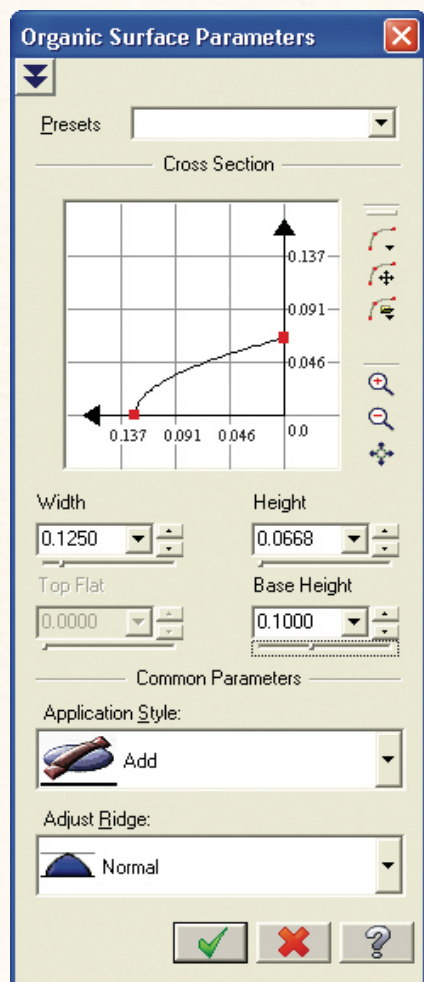 Organic Surface Parameters
Presets
Cross Section
0.137
0.091
0.046
0.137 0.091 0.046 0.0
Width Height
0.1250 0.0668
Top Flat Base Height
0.0000 0.1000
Common Parameters
Application Style:
Add
Adjust Ridge:
Normal
?